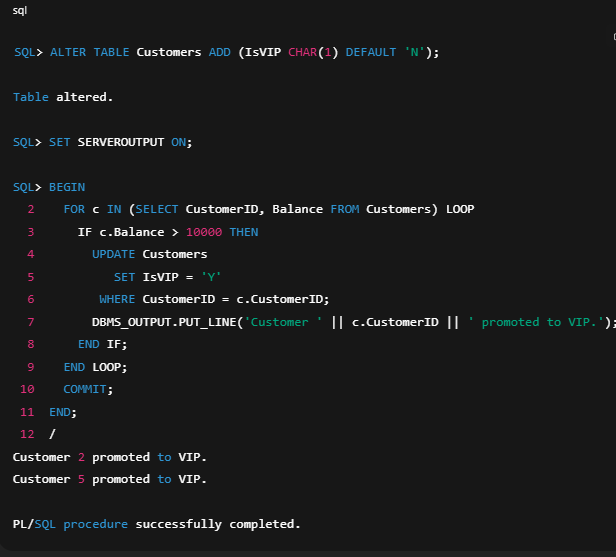 sql
SQL> ALTER TABLE Customers ADD (IsVIP CHAR(1) DEFAULT 'N');
Table altered.
SQL> SET SERVEROUTPUT ON;
SQL> BEGIN
2 FOR c IN (SELECT CustomerID, Balance FROM Customers) LOOP
3 IF c.Balance > 10000 THEN
4 UPDATE Customers
5 SET IsVIP = 'Y'
6 WHERE CustomerID = c.CustomerID;
7 DBMS_OUTPUT.PUT_LINE('Customer ' || c.CustomerID || ' promoted to VIP.');
8 END IF;
9 END LOOP;
10 COMMIT;
11 END;
12 /
Customer 2 promoted to VIP.
Customer 5 promoted to VIP.
PL/SQL procedure successfully completed.